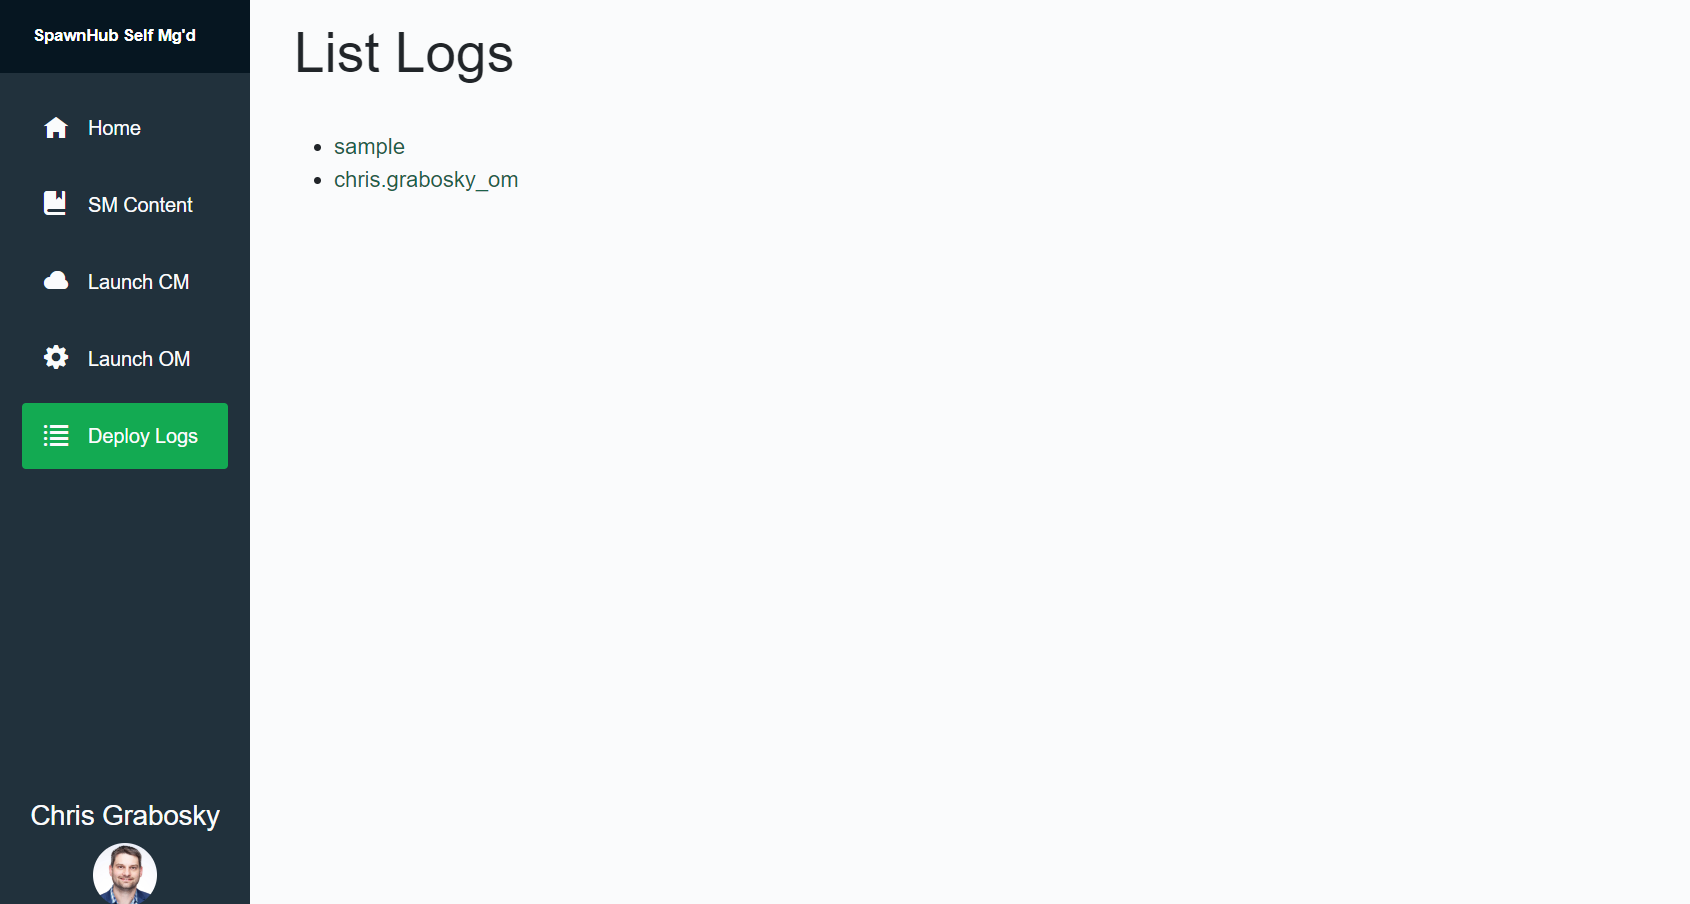 SpawnHub Self Mg'd
Home
SM Content
Launch CM
Launch OM
Deploy Logs
Chris Grabosky
List Logs
sample
chris.grabosky_om